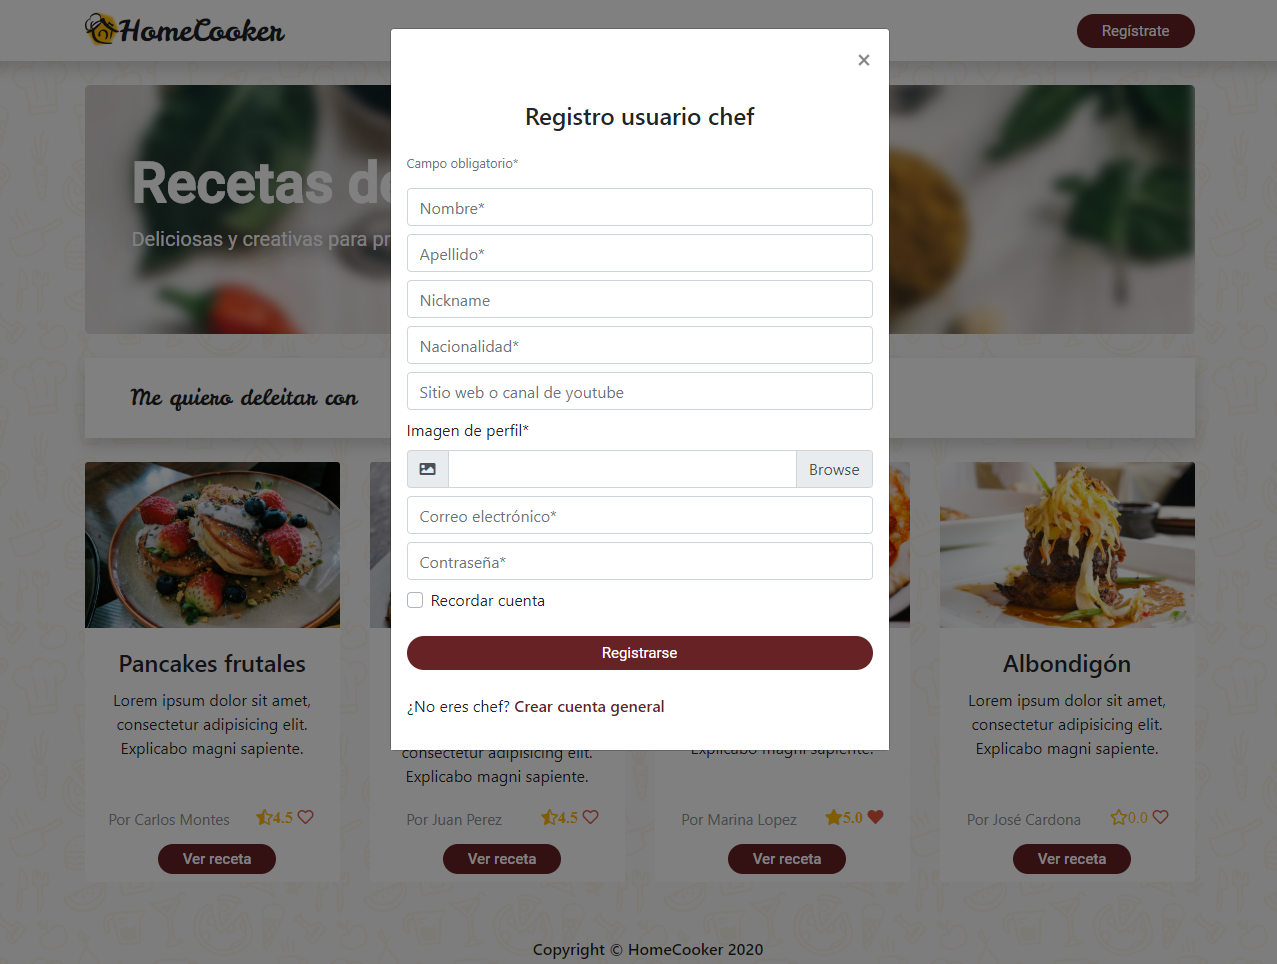 HomeCooker
Regístrate
Recetas de
Deliciosas y creativas para pr
Me quiero deleitar con
×
Registro usuario chef
Campo obligatorio*
Nombre*
Apellido*
Nickname
Nacionalidad*
Sitio web o canal de youtube
Imagen de perfil*
Browse
Correo electrónico*
Contraseña*
Recordar cuenta
Registrarse
¿No eres chef? Crear cuenta general
Pancakes frutales
Lorem ipsum dolor sit amet,
consectetur adipisicing elit.
Explicabo magni sapiente.
Por Carlos Montes 4.5
Ver receta
consectetur adipisicing elit.
Explicabo magni sapiente.
Por Juan Perez 4.5
Ver receta
Explicabo magni sapiente.
Por Marina Lopez 5.0
Ver receta
Albondigón
Lorem ipsum dolor sit amet,
consectetur adipisicing elit.
Explicabo magni sapiente.
Por José Cardona 0.0
Ver receta
Copyright © HomeCooker 2020